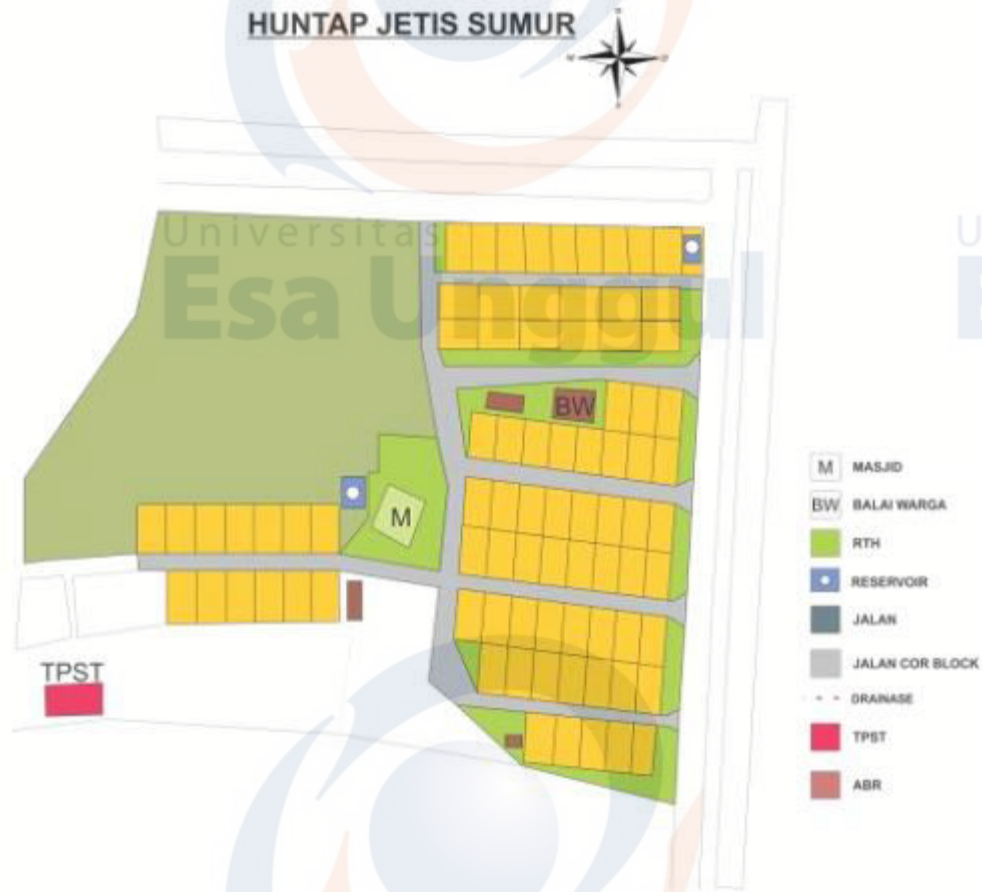 HUNTAP JETIS SUMUR
Universitas
Esa Unggul
U
E
BW
M
TPST
M MASJID
BW BALAI WARGA
RTH
RESERVOIR
JALAN
JALAN COR BLOCK
DRAINASE
TPST
ABR